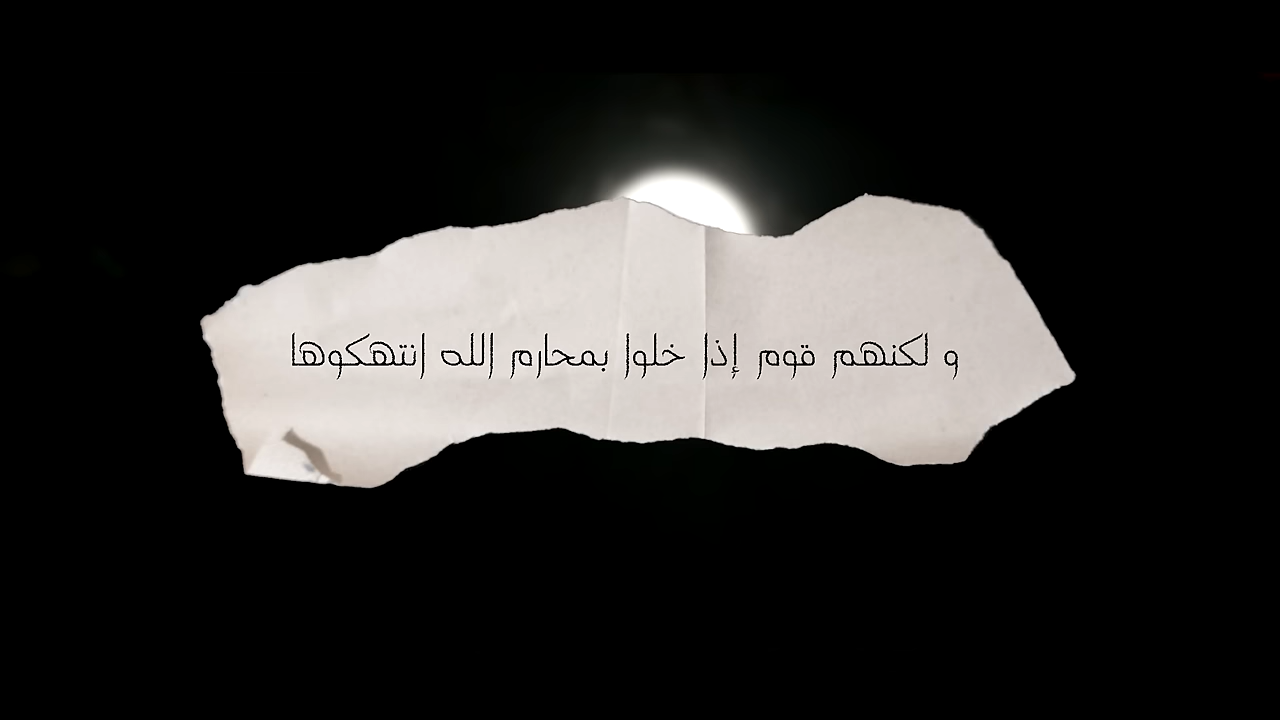 و لكنهم قوم إذا خلوا بمحارم الله انتهكوها